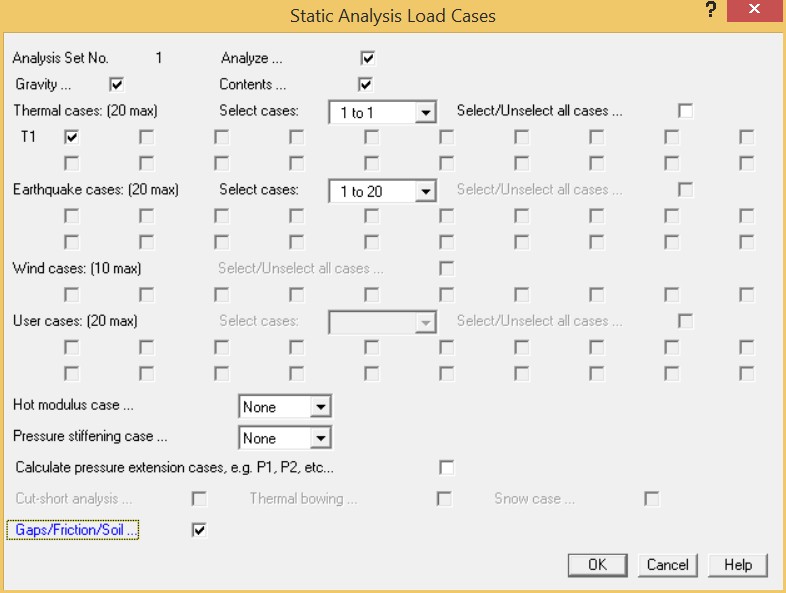 Static Analysis Load Cases ?
Analysis Set No. 1 Analyze ...
Gravity ... Contents ...
Thermal cases: (20 max) Select cases: 1 to 1 Select/Unselect all cases ...
T1
Earthquake cases: (20 max) Select cases: 1 to 20 Select/Unselect all cases ...
Wind cases: (10 max) Select/Unselect all cases ...
User cases: (20 max) Select cases: Select/Unselect all cases ...
Hot modulus case ... None
Pressure stiffening case ... None
Calculate pressure extension cases, e.g. P1, P2, etc...
Cut-short analysis ... Thermal bowing ... Snow case ...
Gaps/Friction/Soil ...
OK Cancel Help